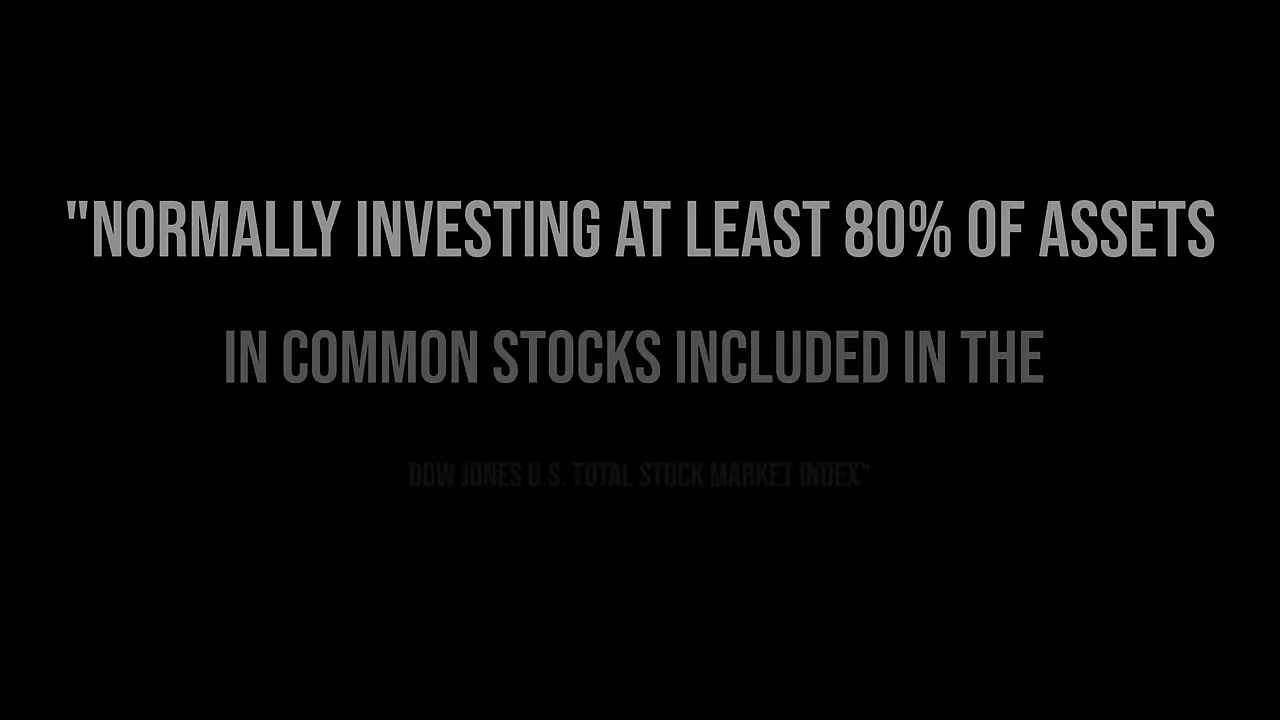 "NORMALLY INVESTING AT LEAST 80% OF ASSETS
IN COMMON STOCKS INCLUDED IN THE
DOW JONES U.S. TOTAL STOCK MARKET INDEX"